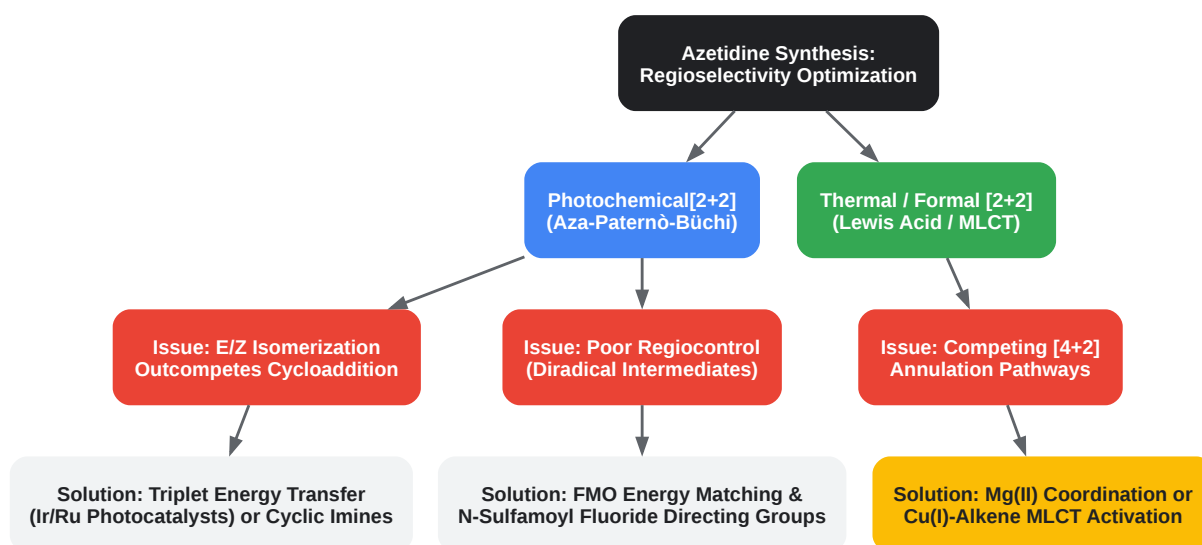 Azetidine Synthesis:
Regioselectivity Optimization
Photochemical[2+2]
(Aza-Paternò-Büchi)
Thermal / Formal [2+2]
(Lewis Acid / MLCT)
Issue: E/Z Isomerization
Outcompetes Cycloaddition
Issue: Poor Regiocontrol
(Diradical Intermediates)
Issue: Competing [4+2]
Annulation Pathways
Solution: Triplet Energy Transfer
(Ir/Ru Photocatalysts) or Cyclic Imines
Solution: FMO Energy Matching &
N-Sulfamoyl Fluoride Directing Groups
Solution: Mg(II) Coordination or
Cu(I)-Alkene MLCT Activation